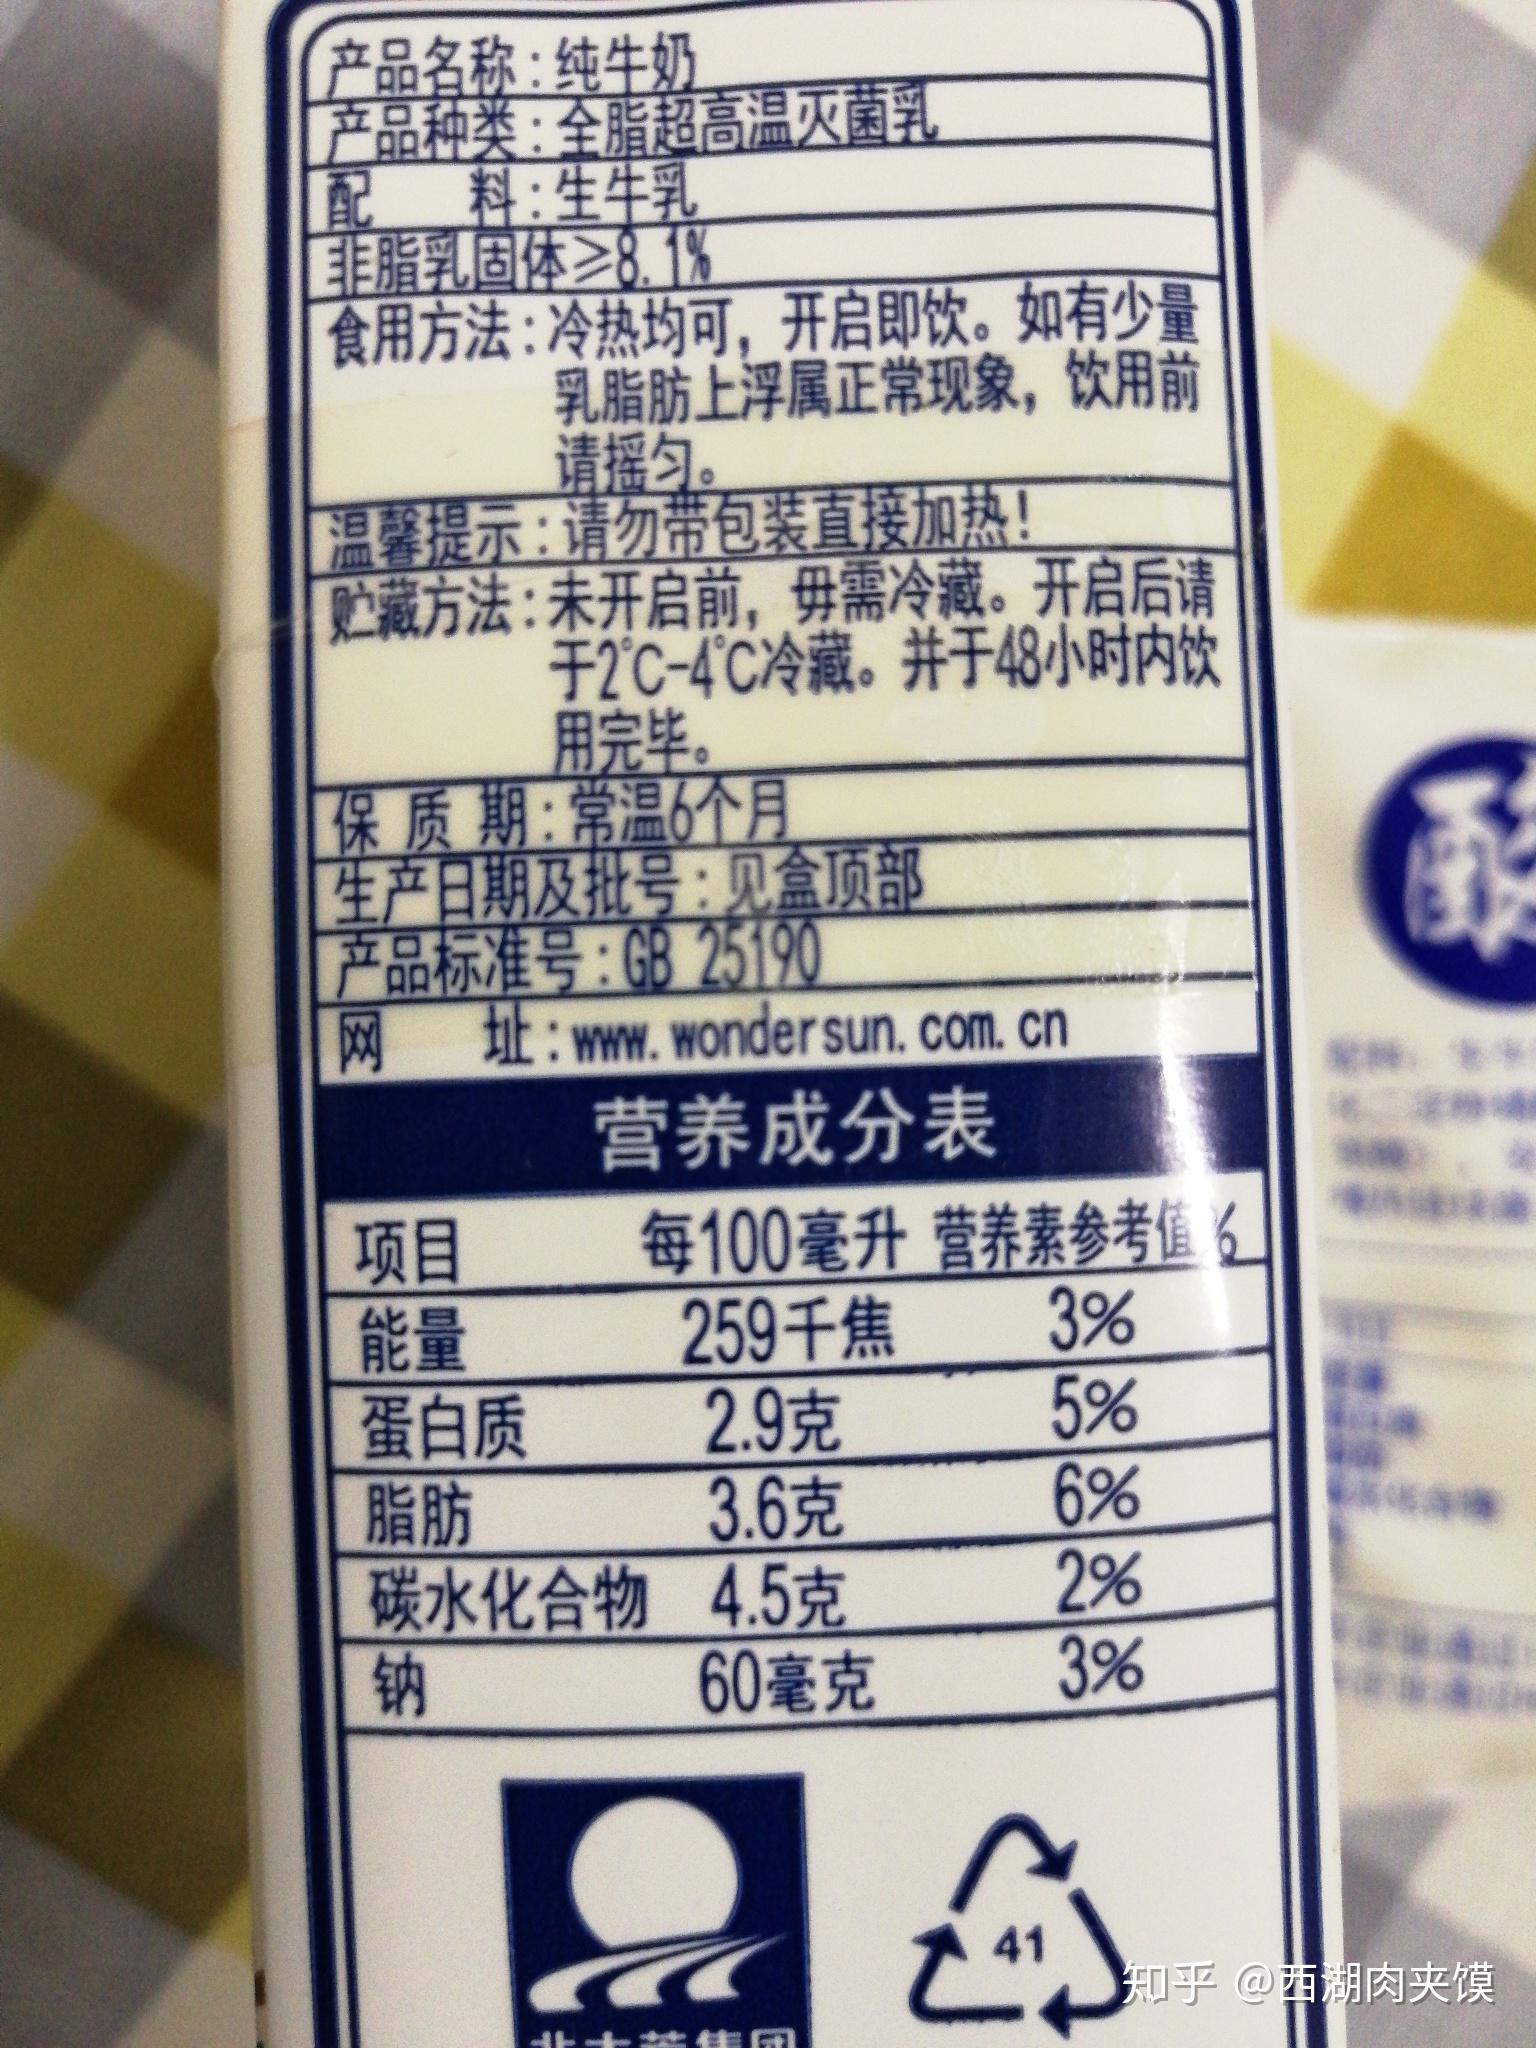 产品名称:纯牛奶
产品种类:全脂超高温灭菌乳
配 料:生牛乳
非脂乳固体≥8.1%
食用方法:冷热均可，开启即饮。如有少量
乳脂肪上浮属正常现象，饮用前
请摇匀。
温馨提示:请勿带包装直接加热!
贮藏方法:未开启前，毋需冷藏。开启后请
于2℃-4℃冷藏。并于48小时内饮
用完毕。
保 质 期:常温6个月
生产日期及批号:见盒顶部
产品标准号:GB 25190
网 址:www.wondersun.com.cn
营养成分表
项目 每100毫升 营养素参考值%
能量 259千焦 3%
蛋白质 2.9克 5%
脂肪 3.6克 6%
碳水化合物 4.5克 2%
钠 60毫克 3%
41
知乎 @西湖肉夹馍